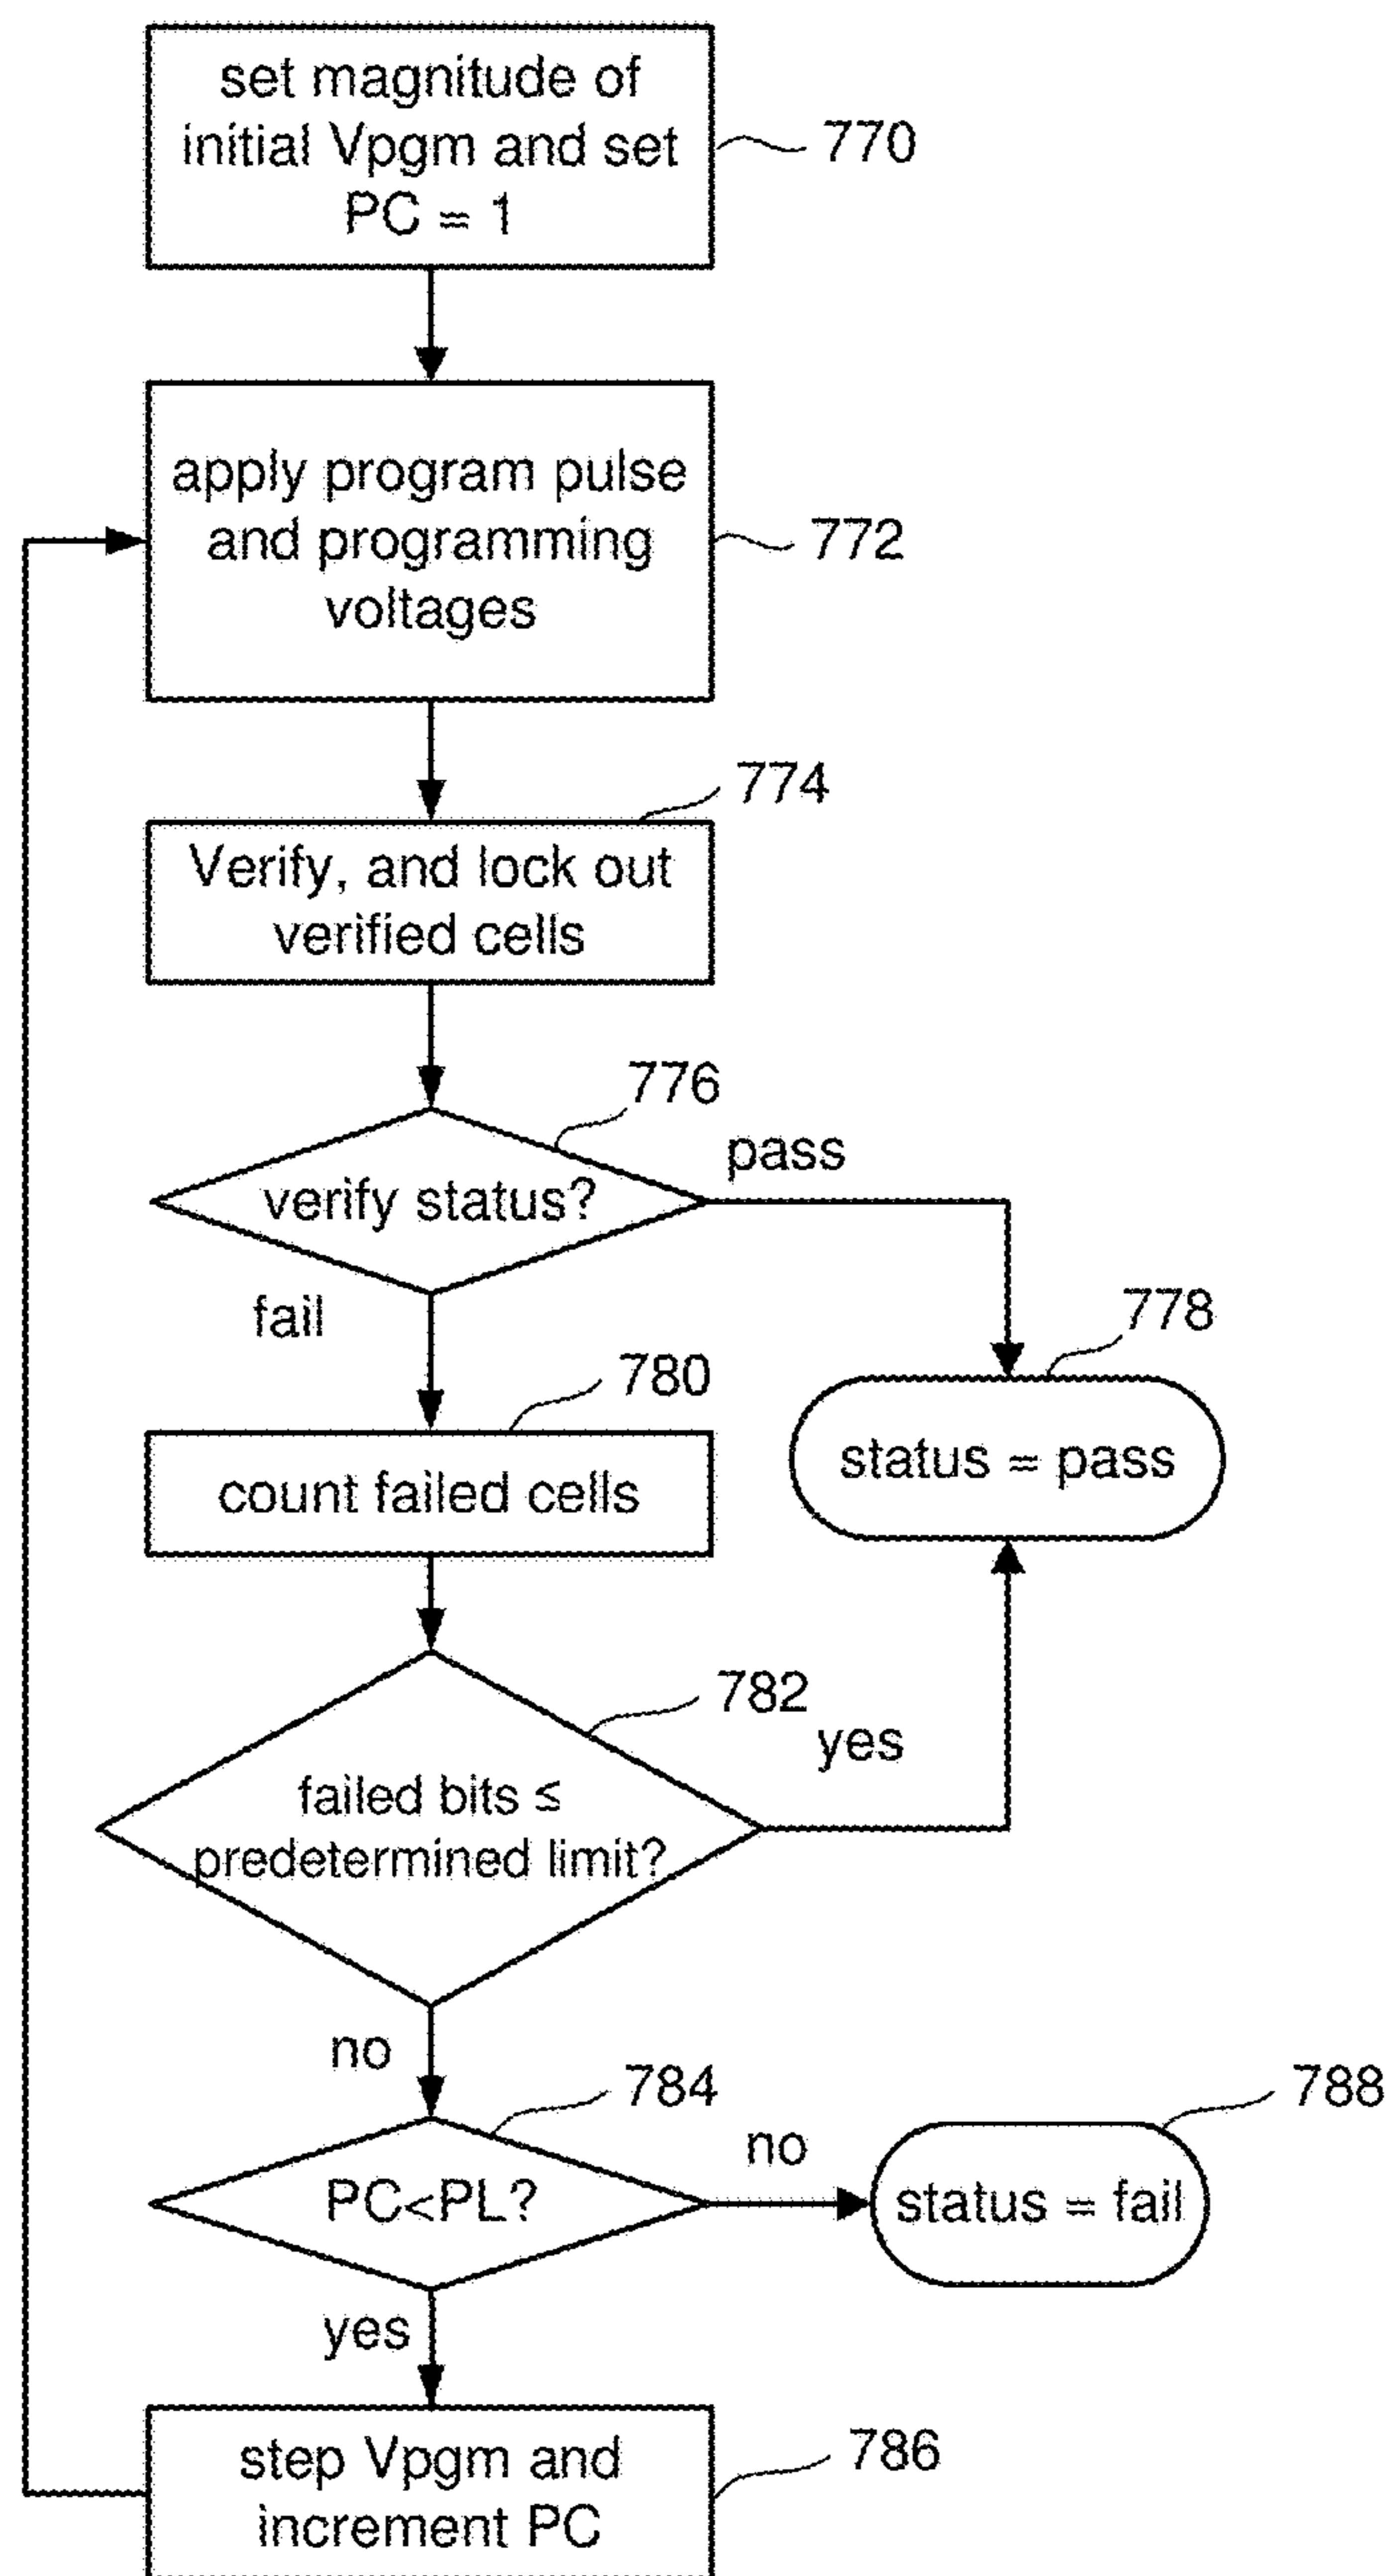 set magnitude of
initial Vpgm and set
PC = 1
770
apply program pulse
and programming
voltages
772
774
Verify, and lock out
verified cells
776
pass
verify status?
fail
778
780
status = pass
count failed cells
782
yes
failed bits ≤
predetermined limit?
no
784
788
no
PC<PL?
status = fail
yes
step Vpgm and
increment PC
786